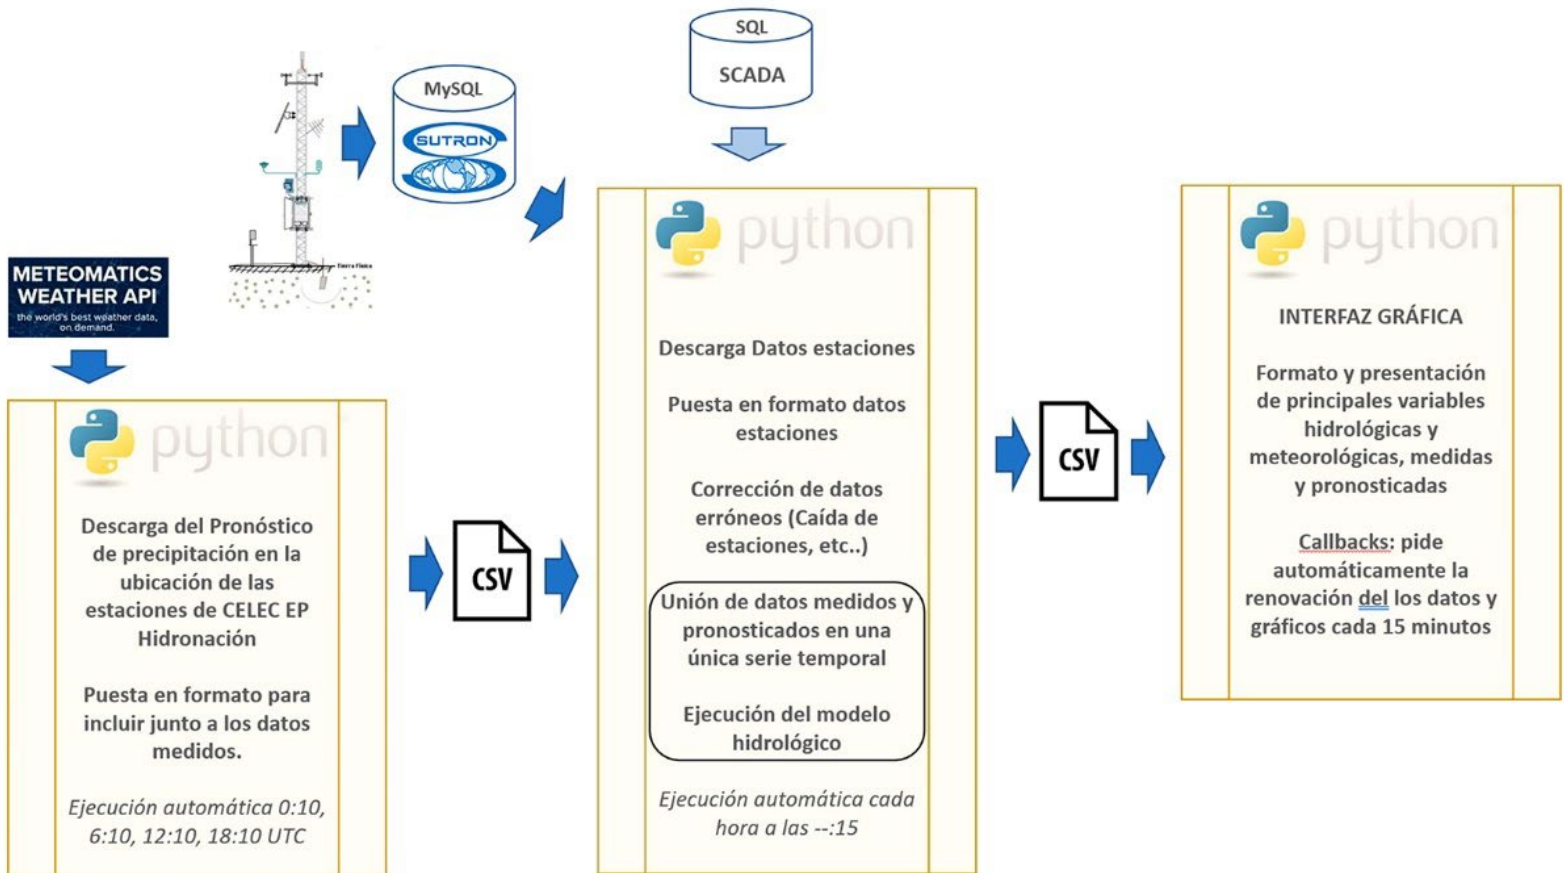 SQL
SCADA
MySQL
SUTRON
Tierra Física
METEOMATICS
WEATHER API
the world's best weather data,
on demand.
python
Descarga del Pronóstico
de precipitación en la
ubicación de las
estaciones de CELEC EP
Hidronación
Puesta en formato para
incluir junto a los datos
medidos.
Ejecución automática 0:10,
6:10, 12:10, 18:10 UTC
CSV
python
Descarga Datos estaciones
Puesta en formato datos
estaciones
Corrección de datos
erróneos (Caída de
estaciones, etc..)
Unión de datos medidos y
pronosticados en una
única serie temporal
Ejecución del modelo
hidrológico
Ejecución automática cada
hora a las --:15
CSV
python
INTERFAZ GRÁFICA
Formato y presentación
de principales variables
hidrológicas y
meteorológicas, medidas
y pronosticadas
Callbacks: pide
automáticamente la
renovación del los datos y
gráficos cada 15 minutos